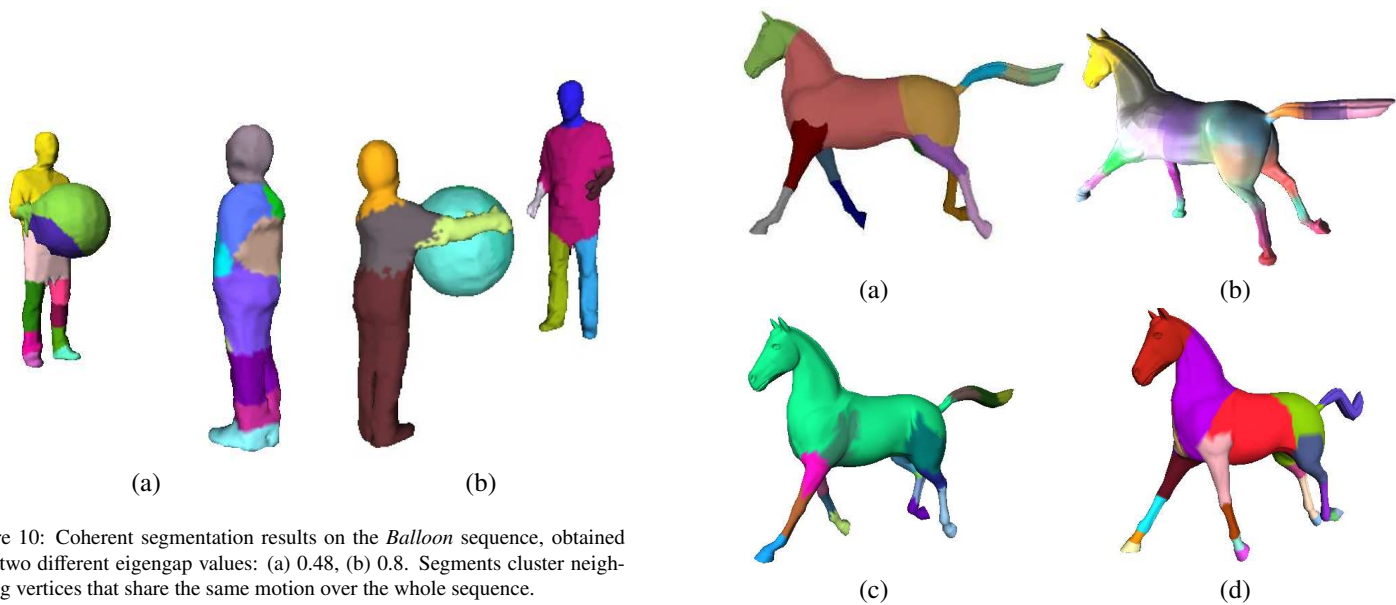 (a)
(b)
re 10: Coherent segmentation results on the Balloon sequence, obtained
two different eigengap values: (a) 0.48, (b) 0.8. Segments cluster neigh-
g vertices that share the same motion over the whole sequence.
(a)
(b)
(c)
(d)